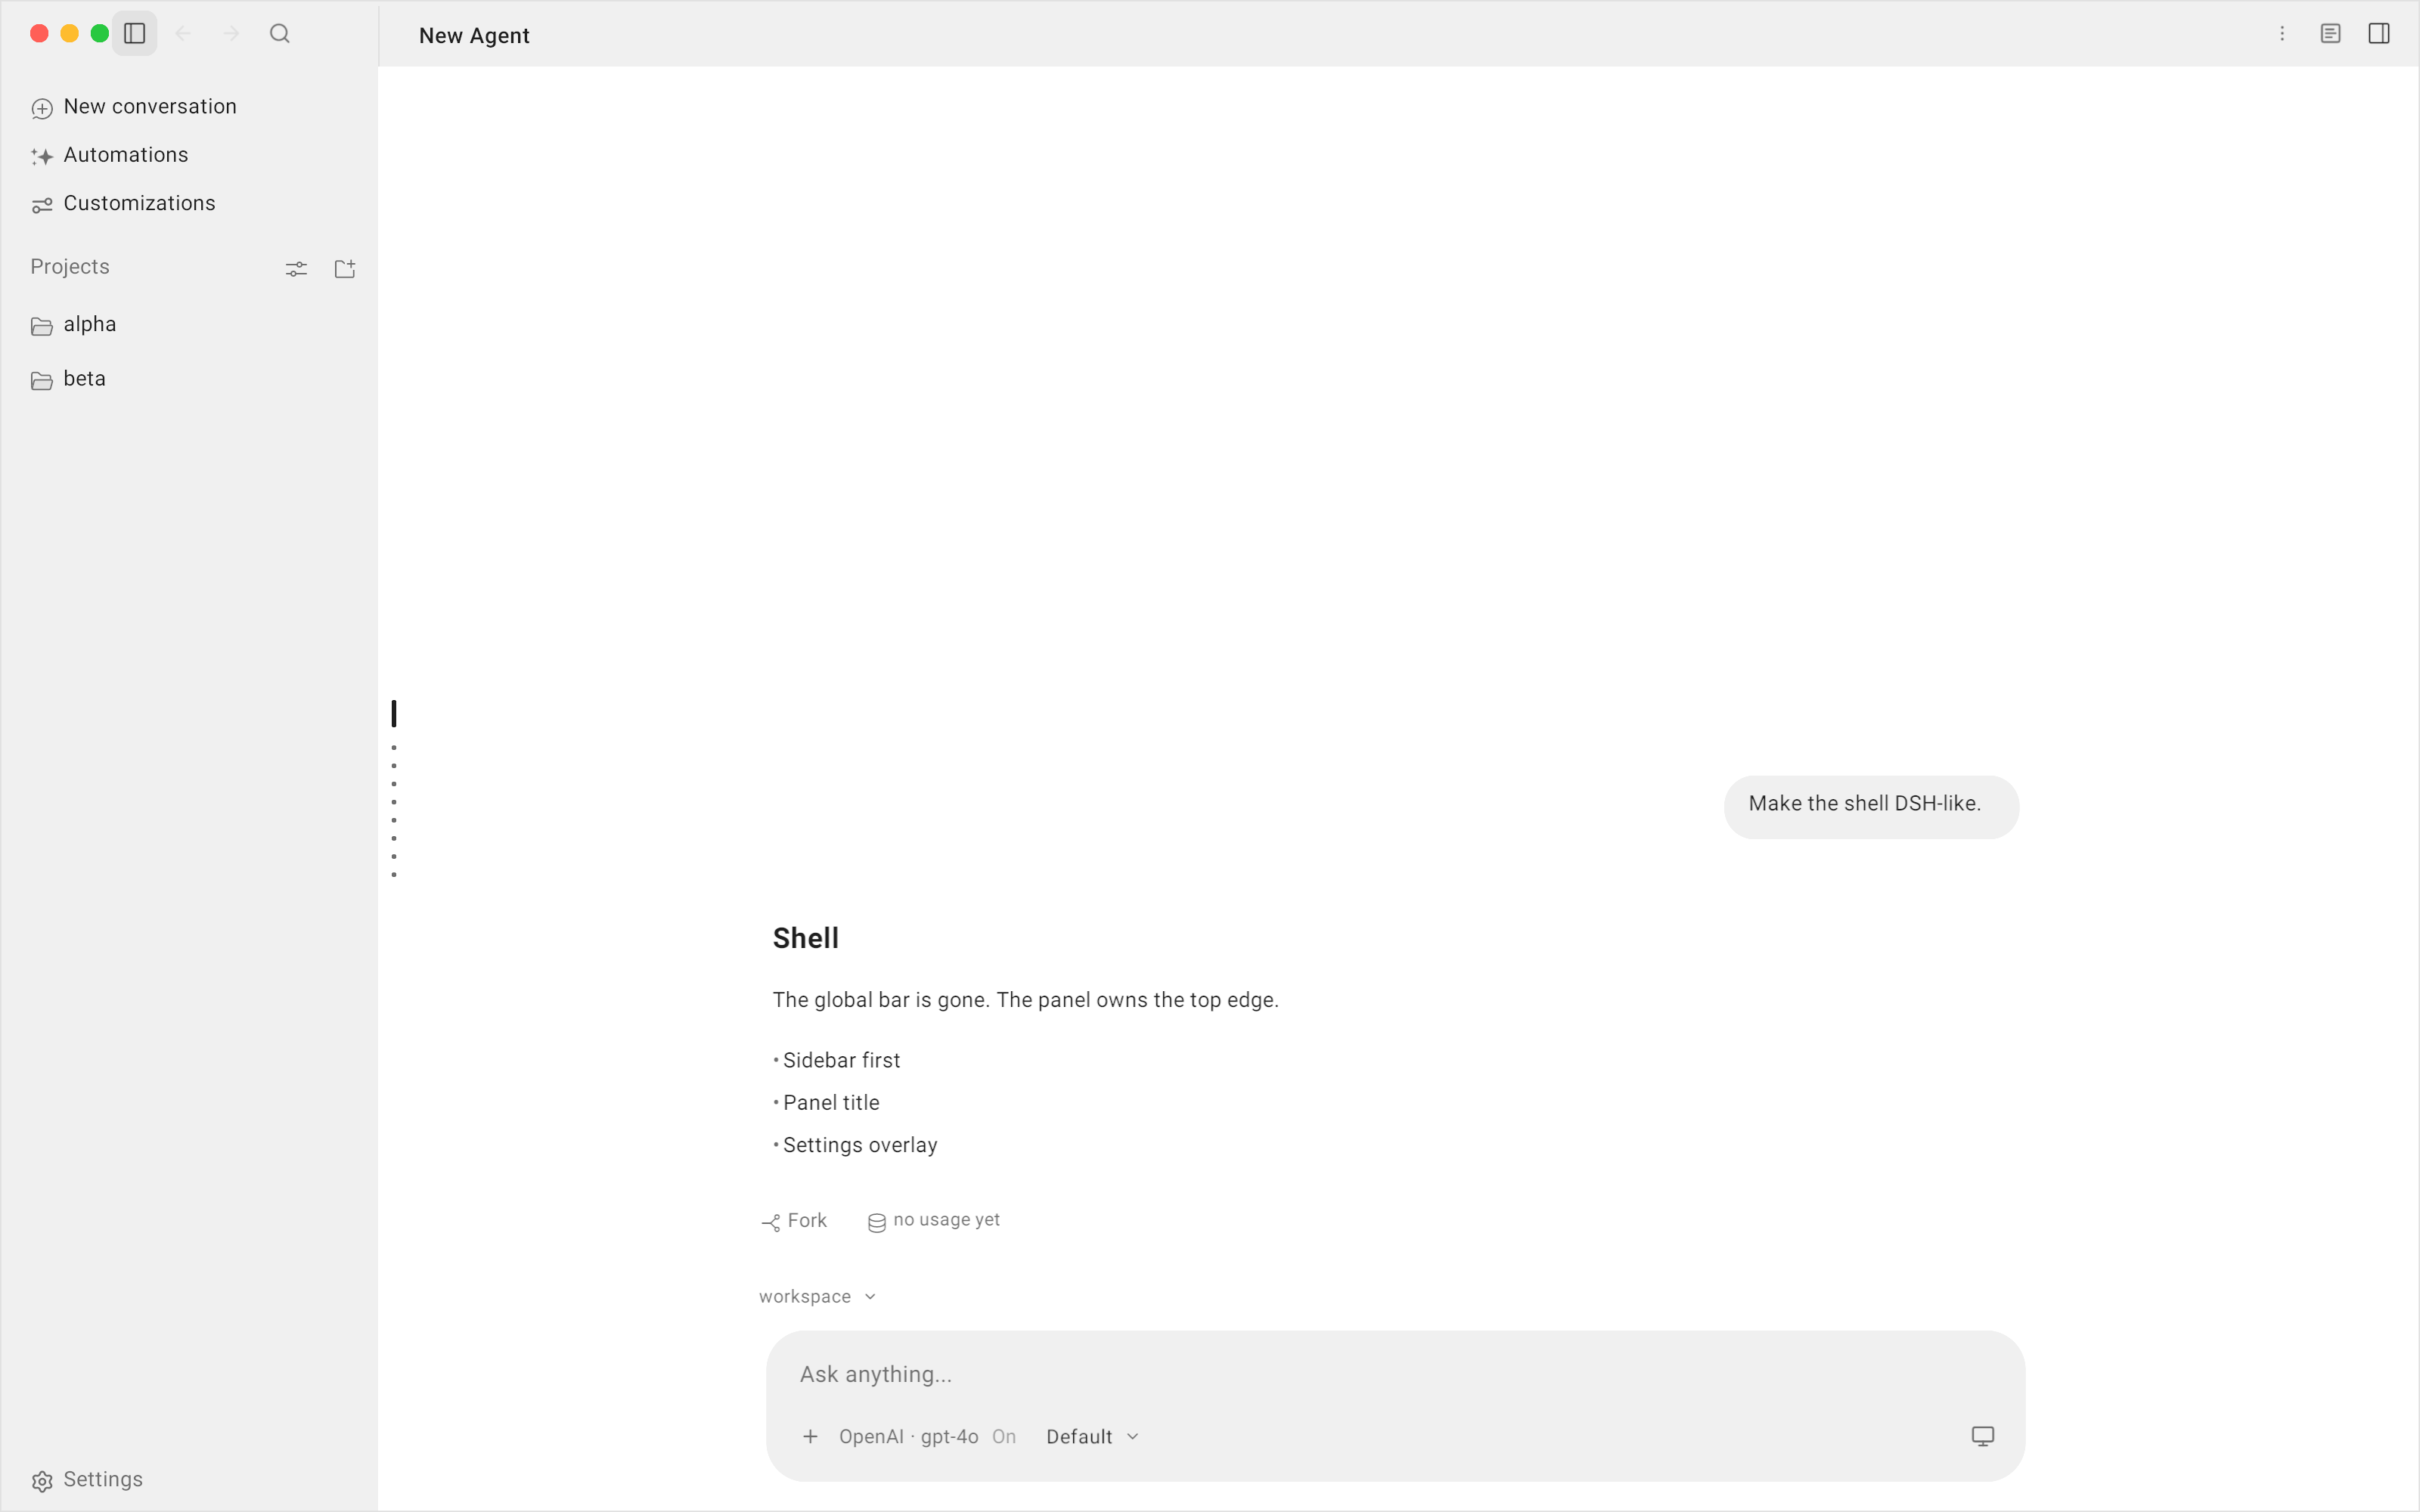 New Agent
New conversation
Automations
Customizations
Projects
alpha
beta
Make the shell DSH-like.
Shell
The global bar is gone. The panel owns the top edge.
• Sidebar first
• Panel title
• Settings overlay
Fork
no usage yet
workspace
Ask anything...
OpenAI · gpt-4o On Default
Settings